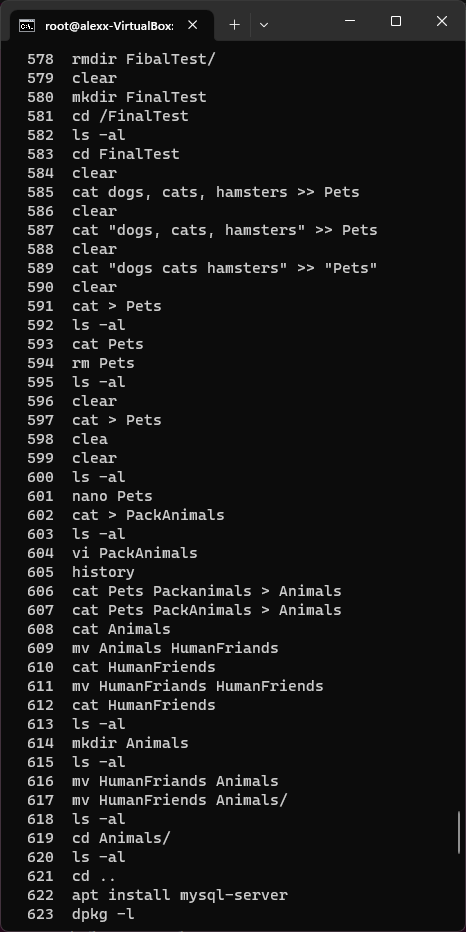 root@alexx-VirtualBox:
578 rmdir FibalTest/
579 clear
580 mkdir FinalTest
581 cd /FinalTest
582 ls -al
583 cd FinalTest
584 clear
585 cat dogs, cats, hamsters >> Pets
586 clear
587 cat "dogs, cats, hamsters" >> Pets
588 clear
589 cat "dogs cats hamsters" >> "Pets"
590 clear
591 cat > Pets
592 ls -al
593 cat Pets
594 rm Pets
595 ls -al
596 clear
597 cat > Pets
598 clea
599 clear
600 ls -al
601 nano Pets
602 cat > PackAnimals
603 ls -al
604 vi PackAnimals
605 history
606 cat Pets Packanimals > Animals
607 cat Pets PackAnimals > Animals
608 cat Animals
609 mv Animals HumanFriands
610 cat HumanFriends
611 mv HumanFriands HumanFriends
612 cat HumanFriends
613 ls -al
614 mkdir Animals
615 ls -al
616 mv HumanFriands Animals
617 mv HumanFriends Animals/
618 ls -al
619 cd Animals/
620 ls -al
621 cd ..
622 apt install mysql-server
623 dpkg -l